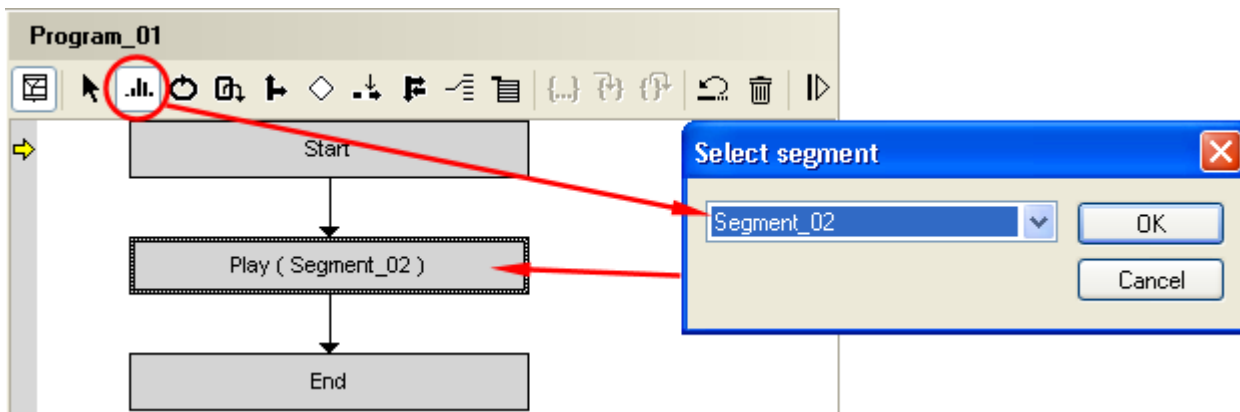 Program_01
{...}
Start
Select segment
Segment_02
OK
Play ( Segment_02 )
Cancel
End